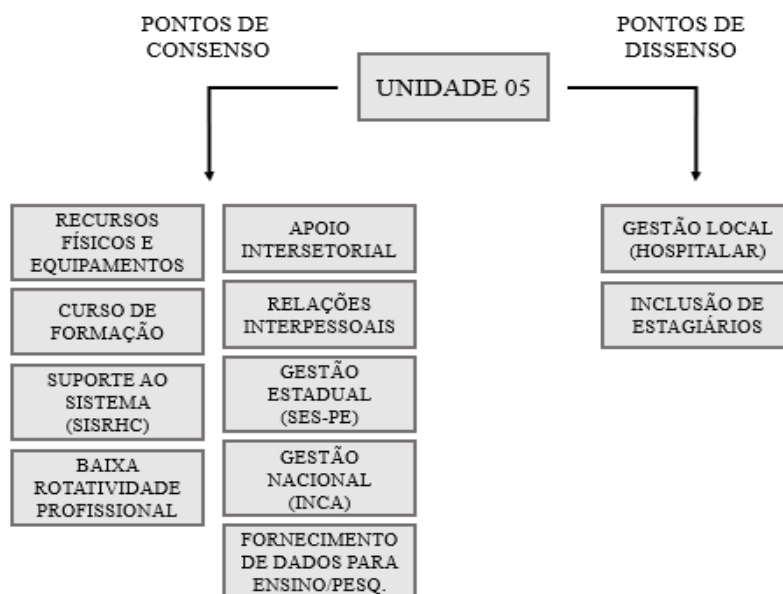 PONTOS DE
CONSENSO
UNIDADE 05
PONTOS DE
DISSENSO
RECURSOS
FÍSICOS E
EQUIPAMENTOS
CURSO DE
FORMAÇÃO
SUPORTE AO
SISTEMA
(SISRHC)
BAIXA
ROTATIVIDADE
PROFISSIONAL
APOIO
INTERSETORIAL
RELAÇÕES
INTERPESSOAIS
GESTÃO
ESTADUAL
(SES-PE)
GESTÃO
NACIONAL
(INCA)
FORNECIMENTO
DE DADOS PARA
ENSINO/PESQ.
GESTÃO LOCAL
(HOSPITALAR)
INCLUSÃO DE
ESTAGIÁRIOS